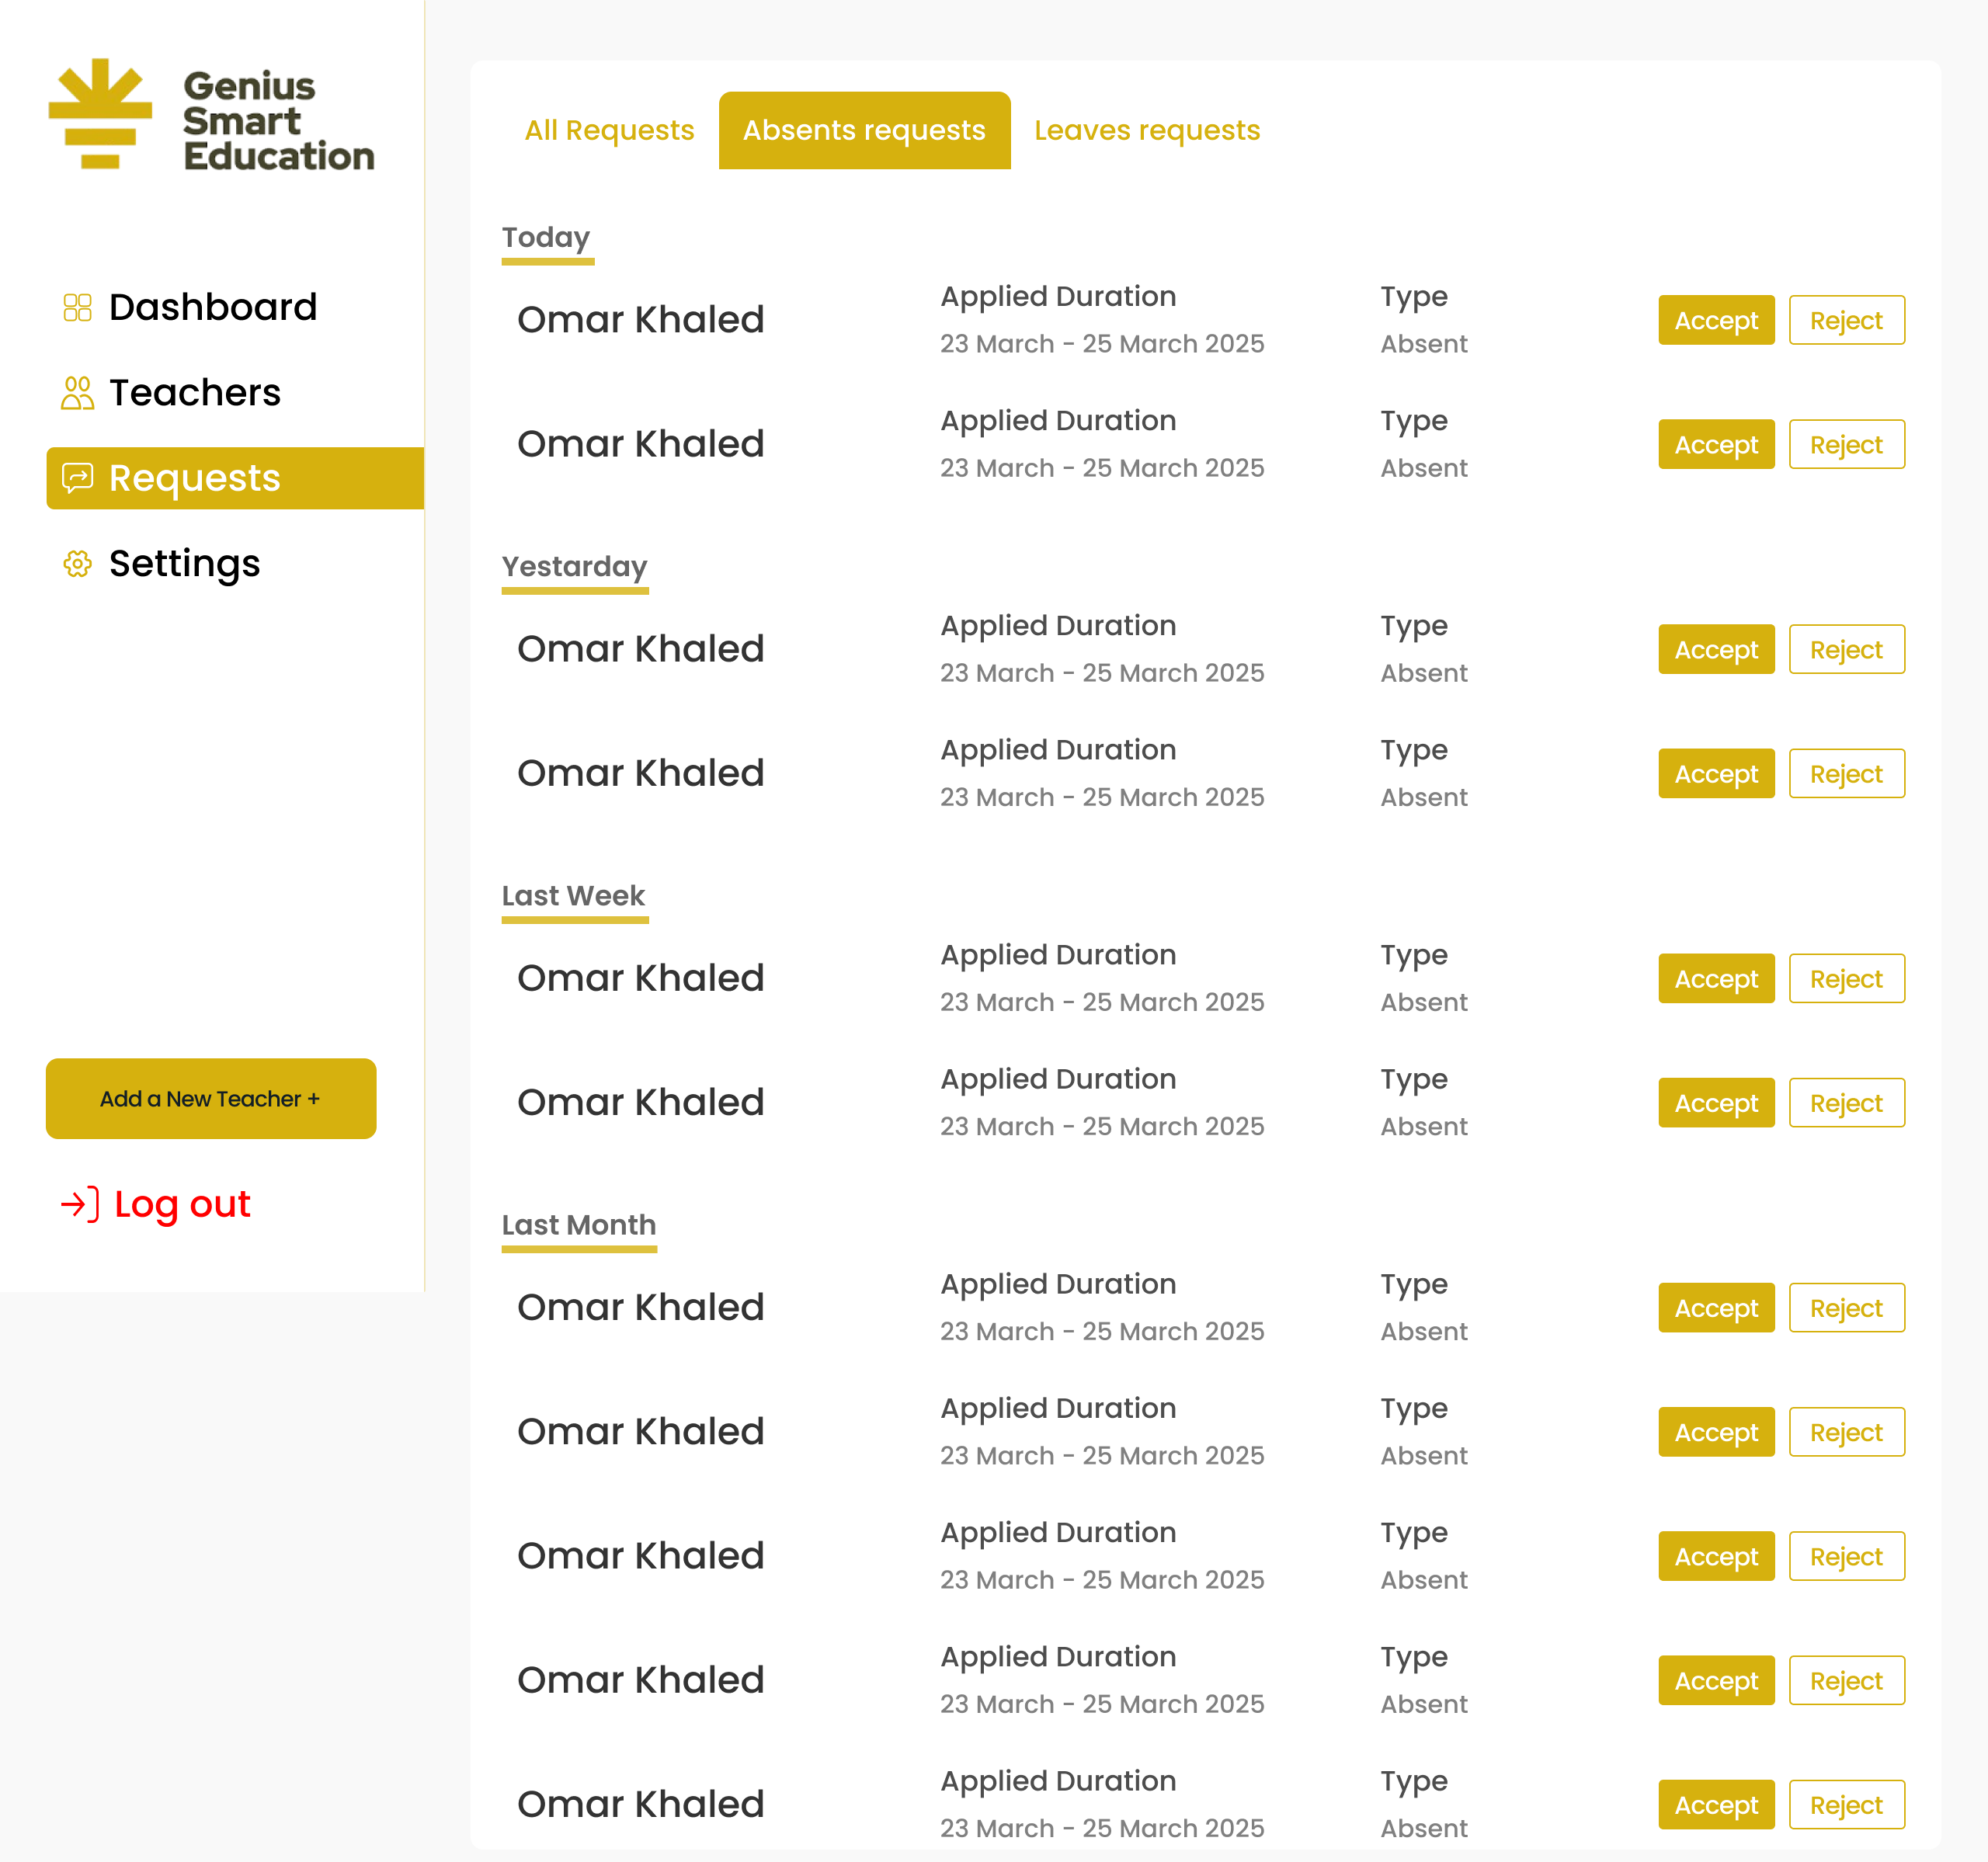 Genius
Smart
Education
Dashboard
Teachers
Requests
Settings
Add a New Teacher +
Log out
All Requests Absents requests Leaves requests
Today
Omar Khaled Applied Duration Type Accept Reject
23 March - 25 March 2025 Absent
Omar Khaled Applied Duration Type Accept Reject
23 March - 25 March 2025 Absent
Yestarday
Omar Khaled Applied Duration Type Accept Reject
23 March - 25 March 2025 Absent
Omar Khaled Applied Duration Type Accept Reject
23 March - 25 March 2025 Absent
Last Week
Omar Khaled Applied Duration Type Accept Reject
23 March - 25 March 2025 Absent
Omar Khaled Applied Duration Type Accept Reject
23 March - 25 March 2025 Absent
Last Month
Omar Khaled Applied Duration Type Accept Reject
23 March - 25 March 2025 Absent
Omar Khaled Applied Duration Type Accept Reject
23 March - 25 March 2025 Absent
Omar Khaled Applied Duration Type Accept Reject
23 March - 25 March 2025 Absent
Omar Khaled Applied Duration Type Accept Reject
23 March - 25 March 2025 Absent
Omar Khaled Applied Duration Type Accept Reject
23 March - 25 March 2025 Absent